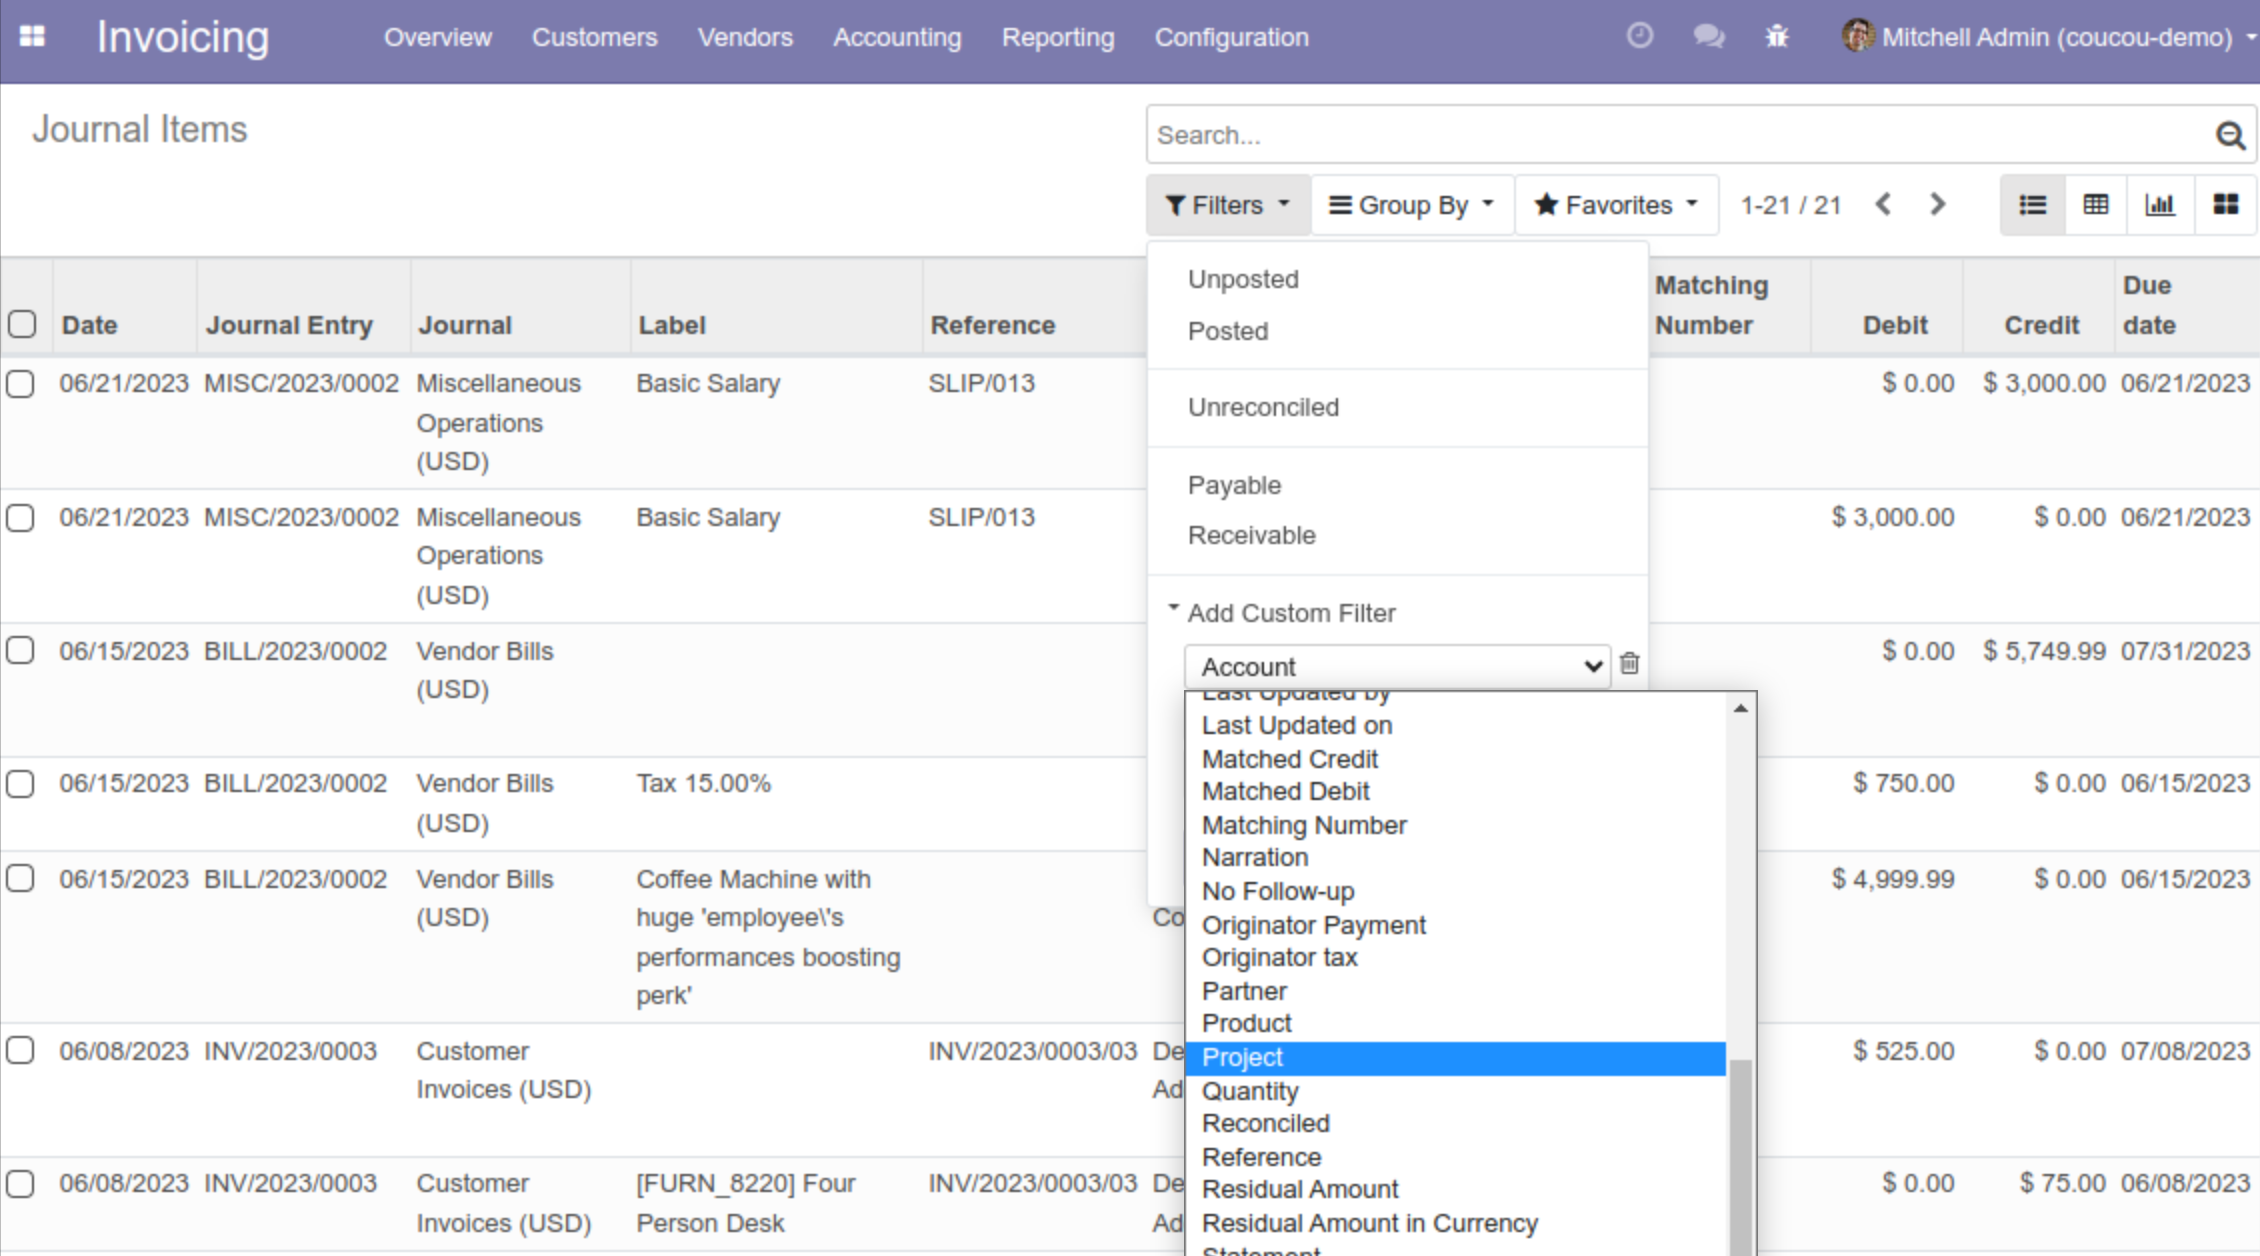 Invoicing Overview Customers Vendors Accounting Reporting Configuration Mitchell Admin (coucou-demo)
Journal Items
Search...
Filters Group By Favorites 1-21 / 21
Date Journal Entry Journal Label Reference Matching Number Debit Credit Due date
06/21/2023 MISC/2023/0002 Miscellaneous Basic Salary SLIP/013 $ 0.00 $ 3,000.00 06/21/2023
Operations
(USD)
06/21/2023 MISC/2023/0002 Miscellaneous Basic Salary SLIP/013 $ 3,000.00 $ 0.00 06/21/2023
Operations
(USD)
06/15/2023 BILL/2023/0002 Vendor Bills $ 0.00 $ 5,749.99 07/31/2023
(USD)
06/15/2023 BILL/2023/0002 Vendor Bills Tax 15.00% $ 750.00 $ 0.00 06/15/2023
(USD)
06/15/2023 BILL/2023/0002 Vendor Bills Coffee Machine with $ 4,999.99 $ 0.00 06/15/2023
(USD) huge 'employee\'s Co
performances boosting
perk'
06/08/2023 INV/2023/0003 Customer INV/2023/0003/03 De $ 525.00 $ 0.00 07/08/2023
Invoices (USD) Ad
06/08/2023 INV/2023/0003 Customer [FURN_8220] Four INV/2023/0003/03 De $ 0.00 $ 75.00 06/08/2023
Invoices (USD) Person Desk Ad
Unposted
Posted
Unreconciled
Payable
Receivable
Add Custom Filter
Account
Last Updated by
Last Updated on
Matched Credit
Matched Debit
Matching Number
Narration
No Follow-up
Originator Payment
Originator tax
Partner
Product
Project
Quantity
Reconciled
Reference
Residual Amount
Residual Amount in Currency
Statement